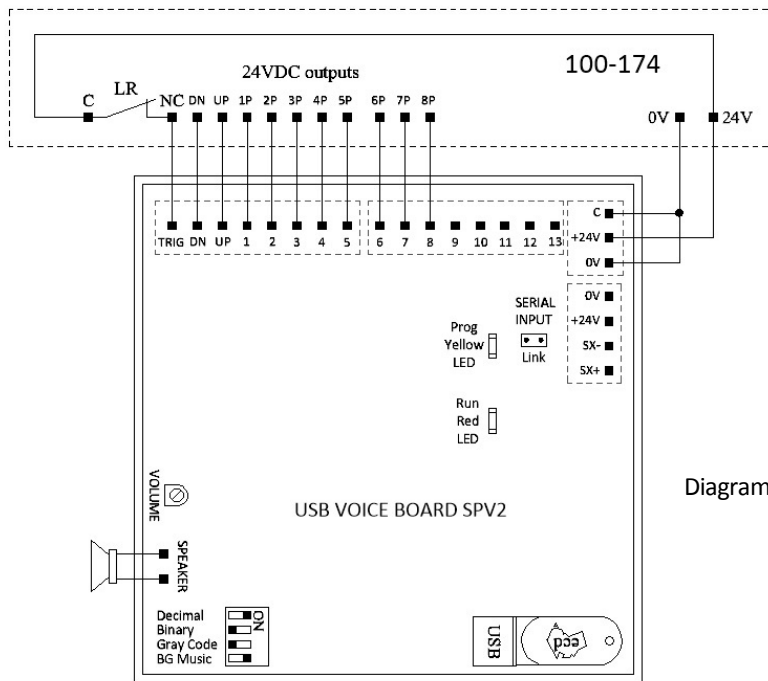 100-174
24VDC outputs
C LR NC DN UP 1P 2P 3P 4P 5P 6P 7P 8P 0V 24V
TRIG DN UP 1 2 3 4 5 6 7 8 9 10 11 12 13
C
+24V
0V
0V
+24V
SX-
SX+
SERIAL
INPUT
Link
Prog
Yellow
LED
Run
Red
LED
VOLUME
USB VOICE BOARD SPV2
Diagram
SPEAKER
Decimal
Binary
Gray Code
BG Music
ON
USB
ecd